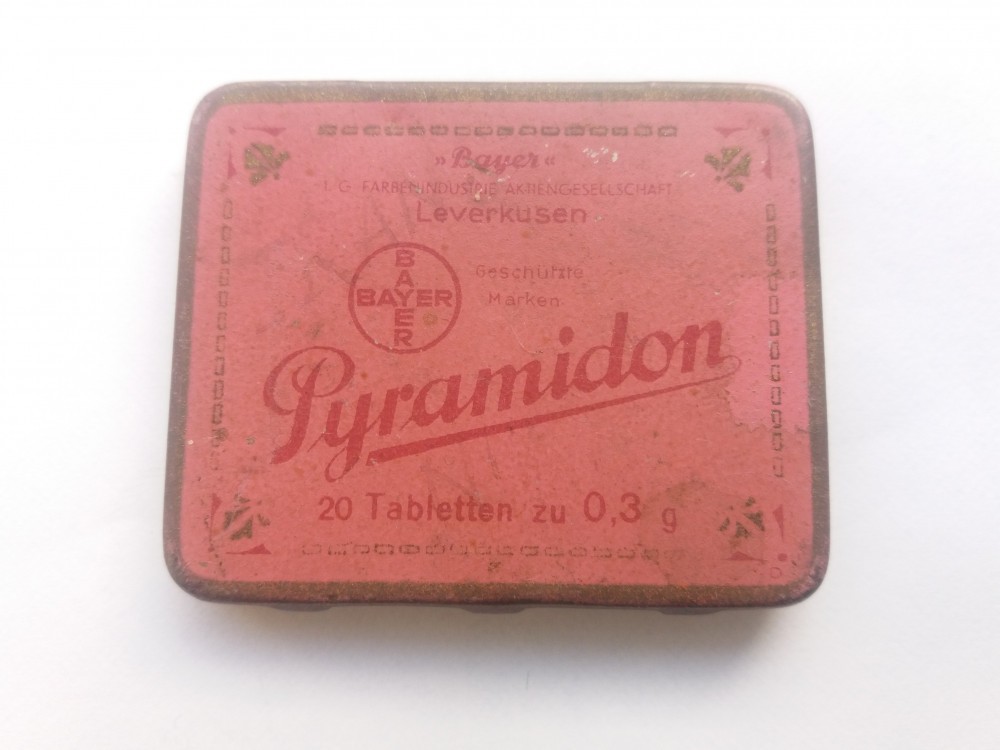 »Bayer«
I. G. FARBENINDUSTRIE AKTIENGESELLSCHAFT
Leverkusen
BAYER
BAYER
Geschützte
Marken
Pyramidon
20 Tabletten zu 0,3 g